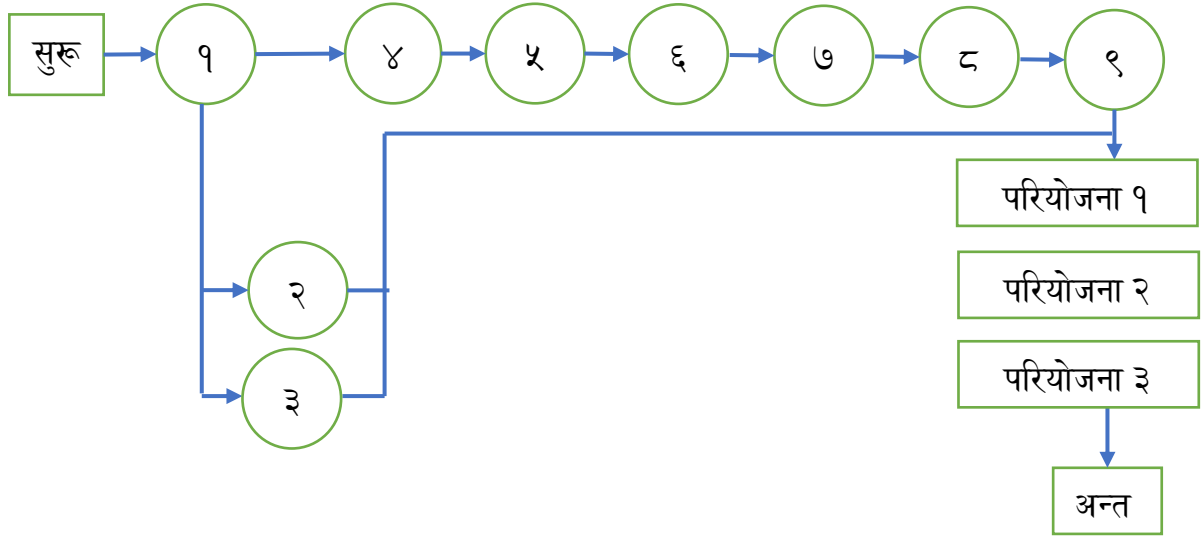 सुरू
१
४
५
६
७
८
९
परियोजना १
२
परियोजना २
३
परियोजना ३
अन्त